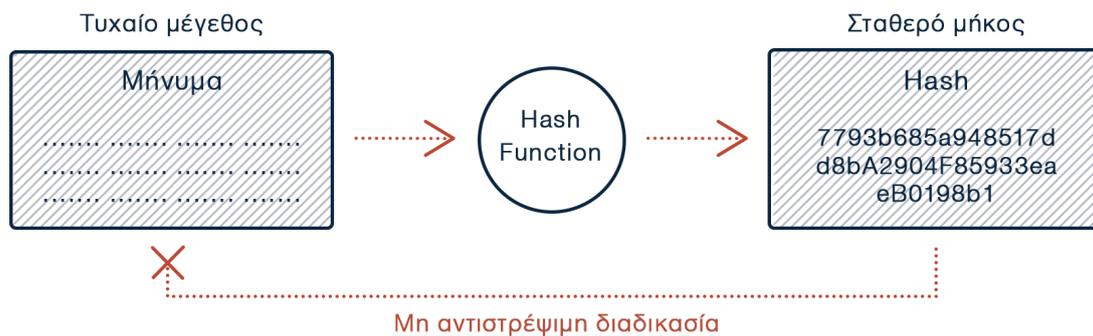 Τυχαίο μέγεθος
Σταθερό μήκος
Μήνυμα
Hash
Function
Hash
7793b685a948517d
d8bA2904F85933ea
eB0198b1
Μη αντιστρέψιμη διαδικασία